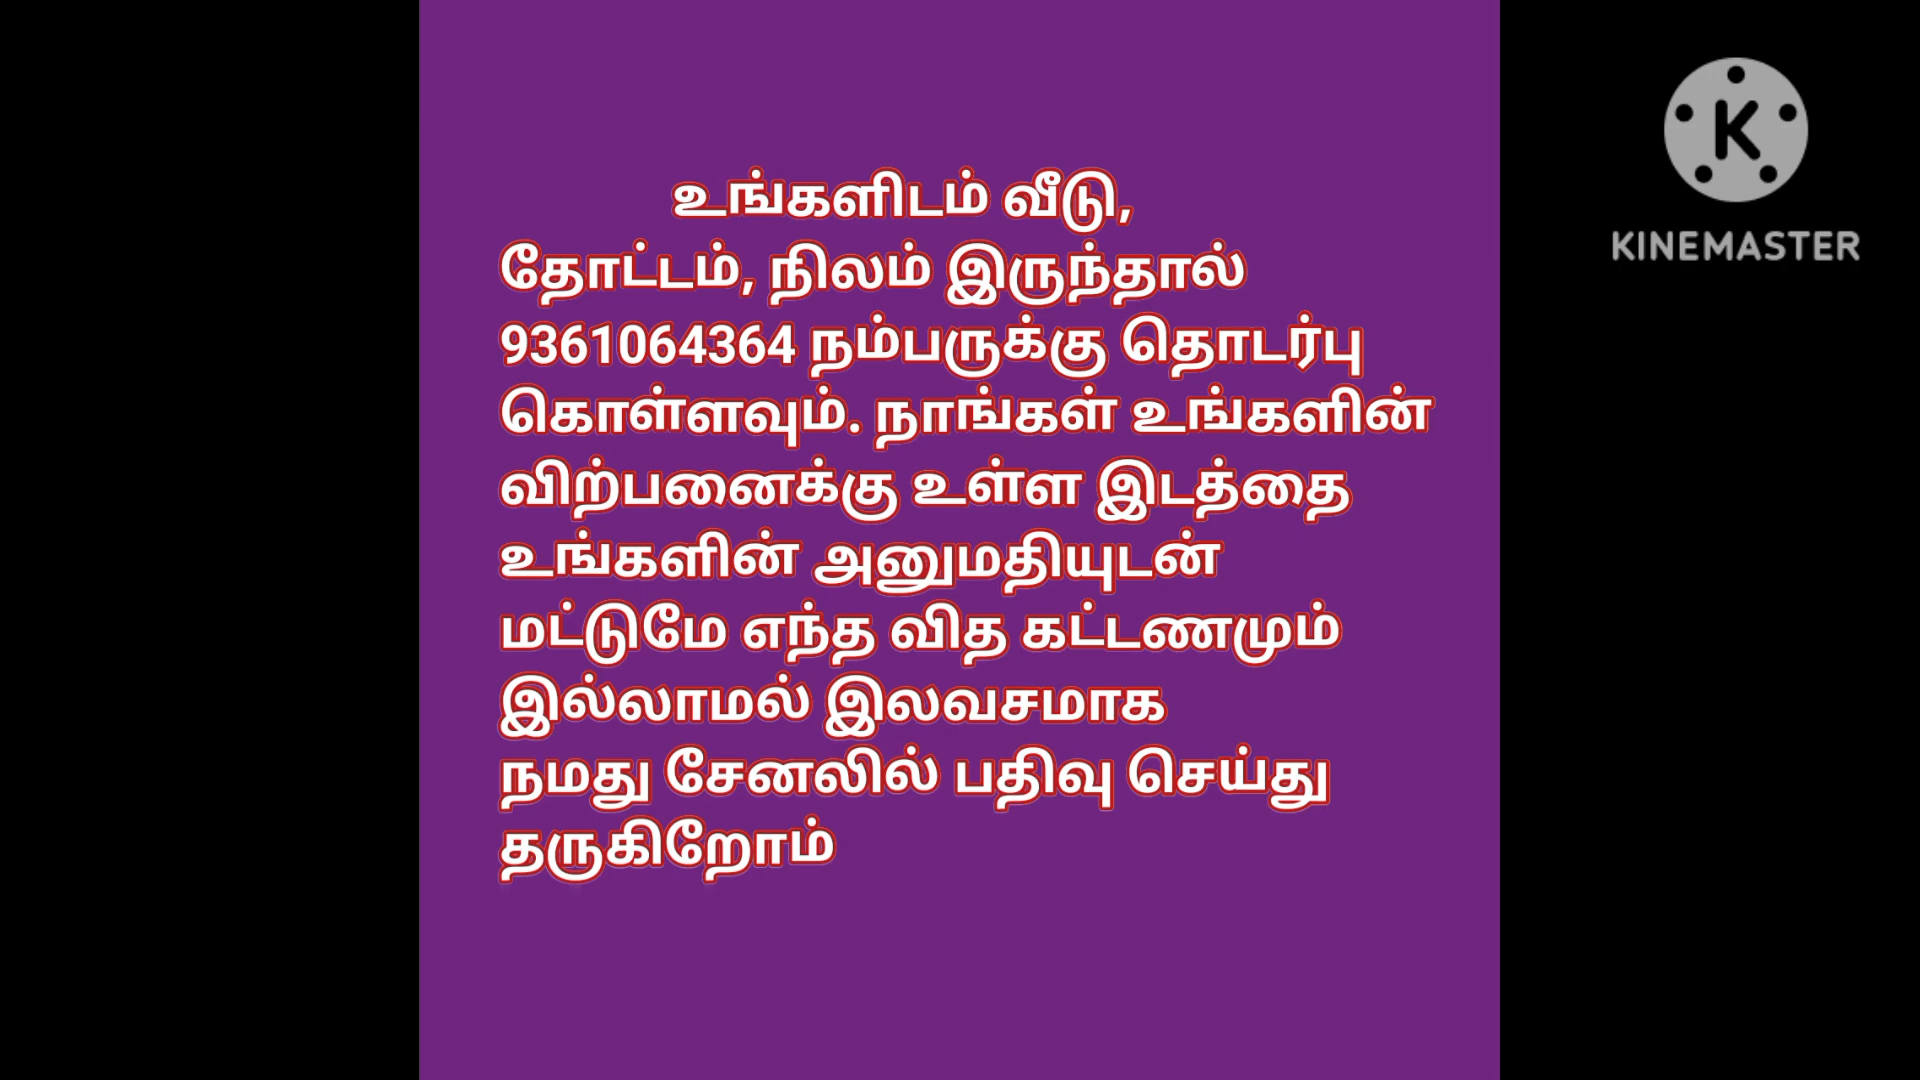 உங்களிடம் வீடு,
தோட்டம், நிலம் இருந்தால்
9361064364 நம்பருக்கு தொடர்பு
கொள்ளவும். நாங்கள் உங்களின்
விற்பனைக்கு உள்ள இடத்தை
உங்களின் அனுமதியுடன்
மட்டுமே எந்த வித கட்டணமும்
இல்லாமல் இலவசமாக
நமது சேனலில் பதிவு செய்து
தருகிறோம்
K
KINEMASTER